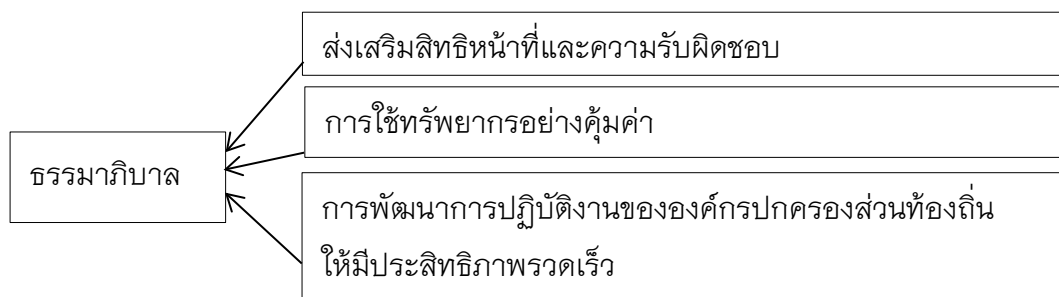 ส่งเสริมสิทธิหน้าที่และความรับผิดชอบ
การใช้ทรัพยากรอย่างคุ้มค่า
ธรรมาภิบาล
การพัฒนาการปฏิบัติงานขององค์กรปกครองส่วนท้องถิ่น
ให้มีประสิทธิภาพรวดเร็ว